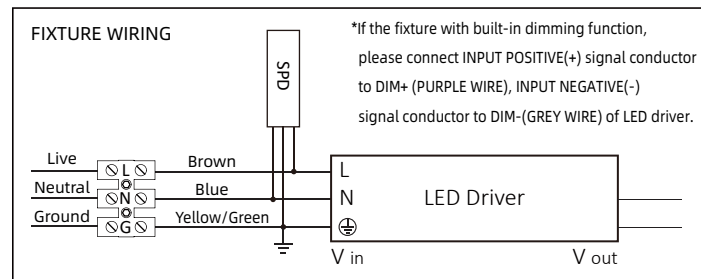 FIXTURE WIRING
*If the fixture with built-in dimming function,
please connect INPUT POSITIVE(+) signal conductor
to DIM+ (PURPLE WIRE), INPUT NEGATIVE(-)
signal conductor to DIM-(GREY WIRE) of LED driver.
SPD
Live
L
Brown
L
Neutral
N
Blue
N
LED Driver
Ground
G
Yellow/Green
V in
V out